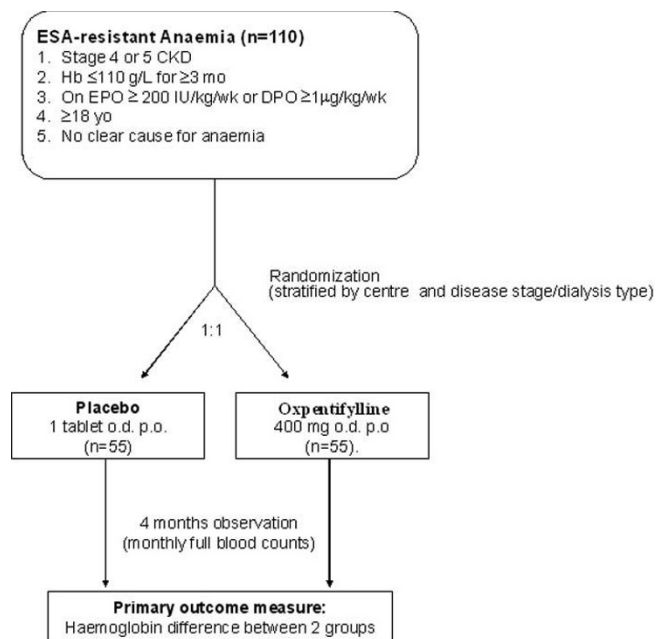 ESA-resistant Anaemia (n=110)
1. Stage 4 or 5 CKD
2. Hb ≤110 g/L for ≥3 mo
3. On EPO ≥ 200 IU/kg/wk or DPO ≥1µg/kg/wk
4. ≥18 yo
5. No clear cause for anaemia
Randomization
(stratified by centre and disease stage/dialysis type)
1:1
Placebo
1 tablet o.d. p.o.
(n=55)
Oxpentifylline
400 mg o.d. p.o
(n=55).
4 months observation
(monthly full blood counts)
Primary outcome measure:
Haemoglobin difference between 2 groups